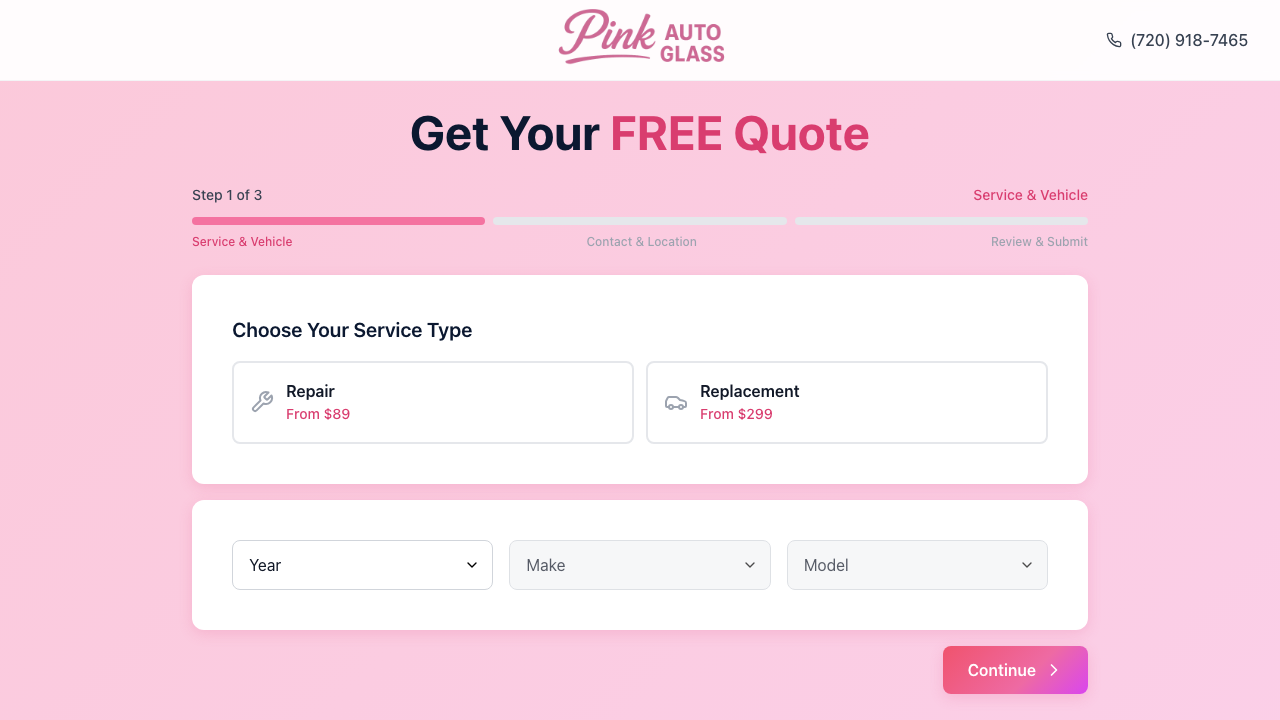 Pink AUTO GLASS
(720) 918-7465
Get Your FREE Quote
Step 1 of 3
Service & Vehicle
Service & Vehicle
Contact & Location
Review & Submit
Choose Your Service Type
Repair
From $89
Replacement
From $299
Year
Make
Model
Continue